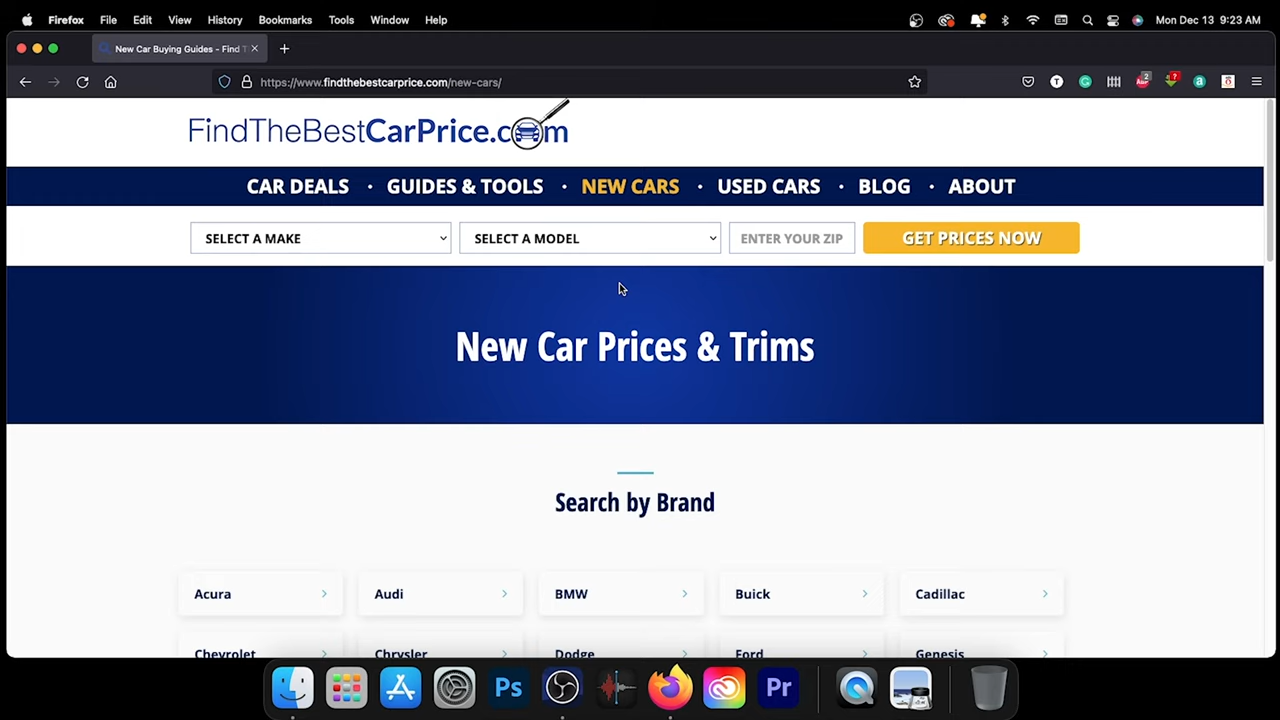 Firefox File Edit View History Bookmarks Tools Window Help Mon Dec 13 9:23 AM
New Car Buying Guides - Find T
https://www.findthebestcarprice.com/new-cars/
FindTheBestCarPrice.com
CAR DEALS • GUIDES & TOOLS • NEW CARS • USED CARS • BLOG • ABOUT
SELECT A MAKE SELECT A MODEL ENTER YOUR ZIP GET PRICES NOW
New Car Prices & Trims
Search by Brand
Acura Audi BMW Buick Cadillac
Chevrolet Chrysler Dodge Ford Genesis
Ps Pr